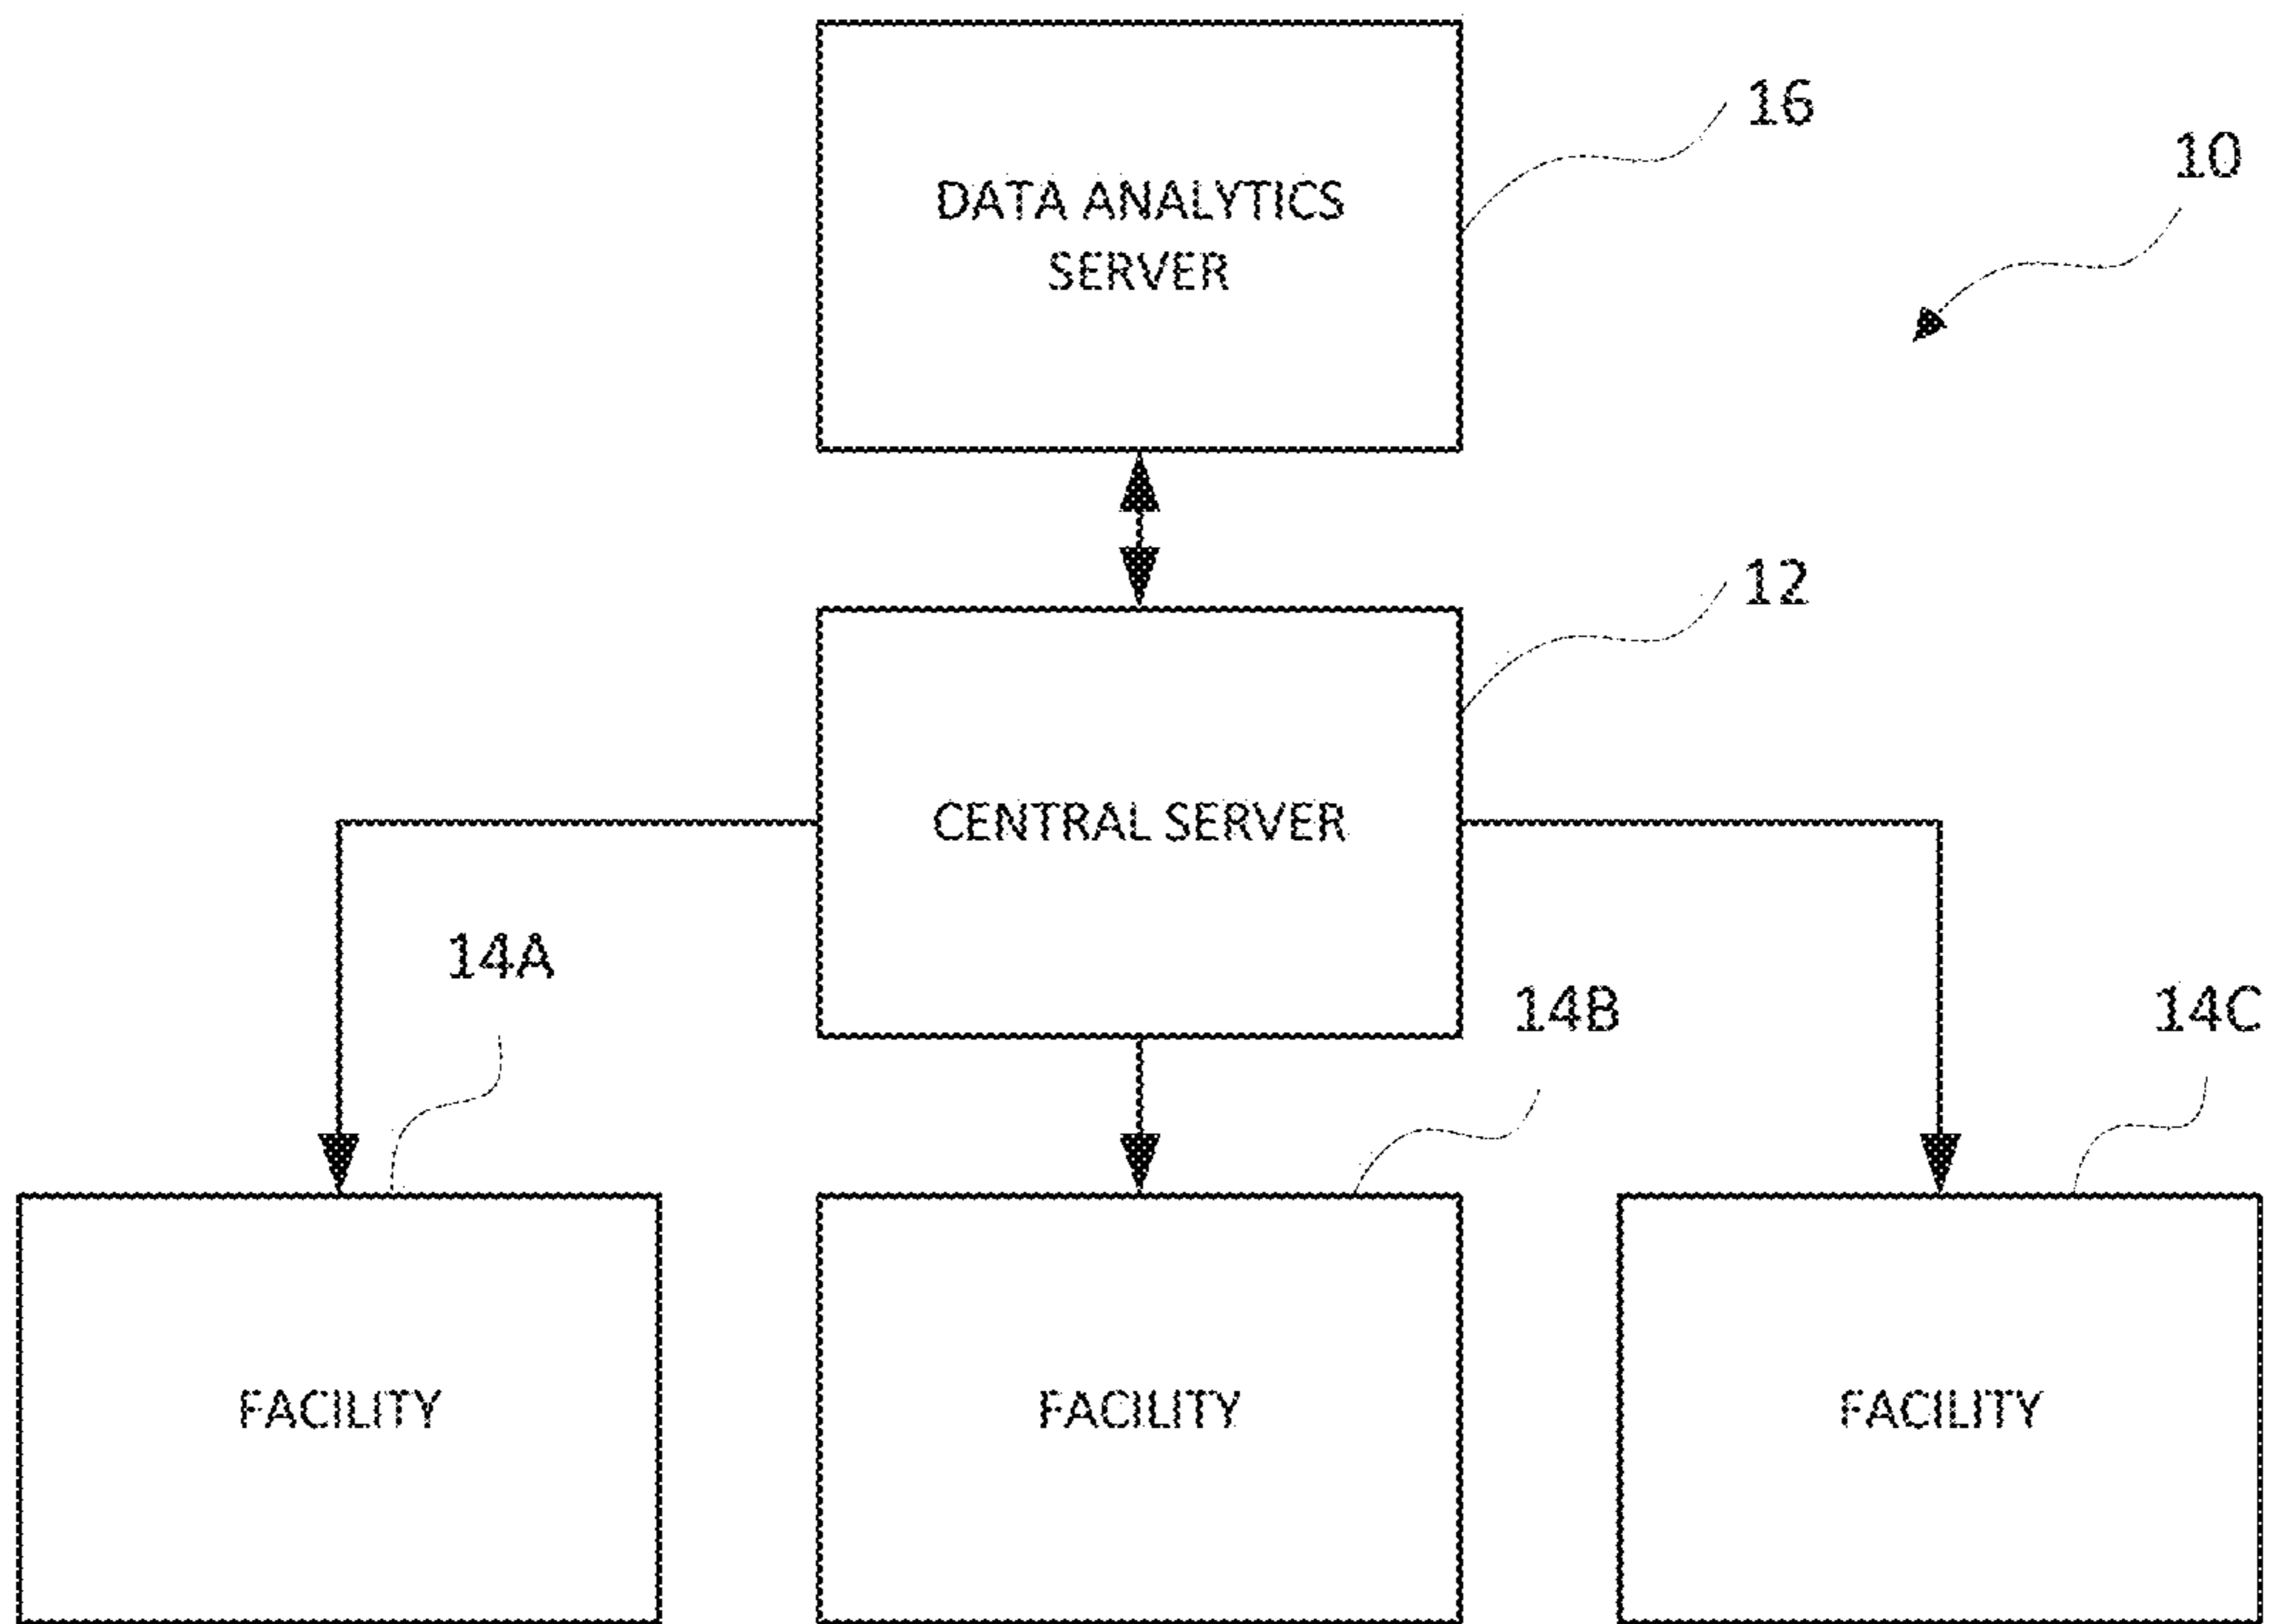 16
10
DATA ANALYTICS
SERVER
12
CENTRAL SERVER
14A
14B
14C
FACILITY
FACILITY
FACILITY